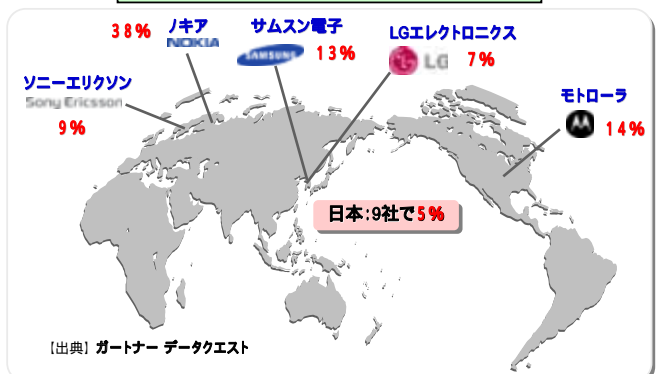 38%
ノキア
NOKIA
サムスン電子
SAMSUNG
13%
LGエレクトロニクス
LG
7%
ソニーエリクソン
Sony Ericsson
9%
モトローラ
14%
日本:9社で5%
【出典】 ガートナー データクエスト